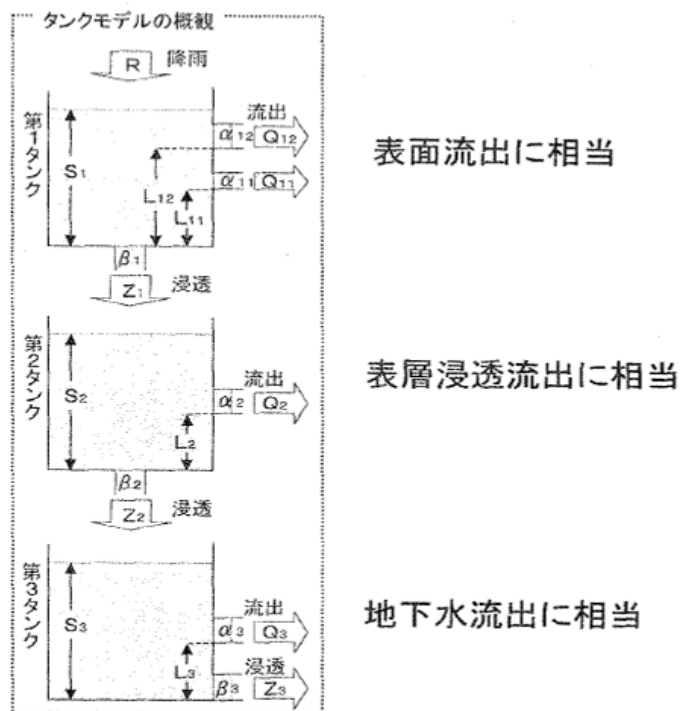 タンクモデルの概観
R 降雨
第1タンク
S1
流出
α12 Q12
α11 Q11
L12
L11
表面流出に相当
β1
Z1 浸透
第2タンク
S2
流出
α2 Q2
L2
表層浸透流出に相当
β2
Z2 浸透
第3タンク
S3
流出
α3 Q3
L3
浸透
β3 Z3
地下水流出に相当